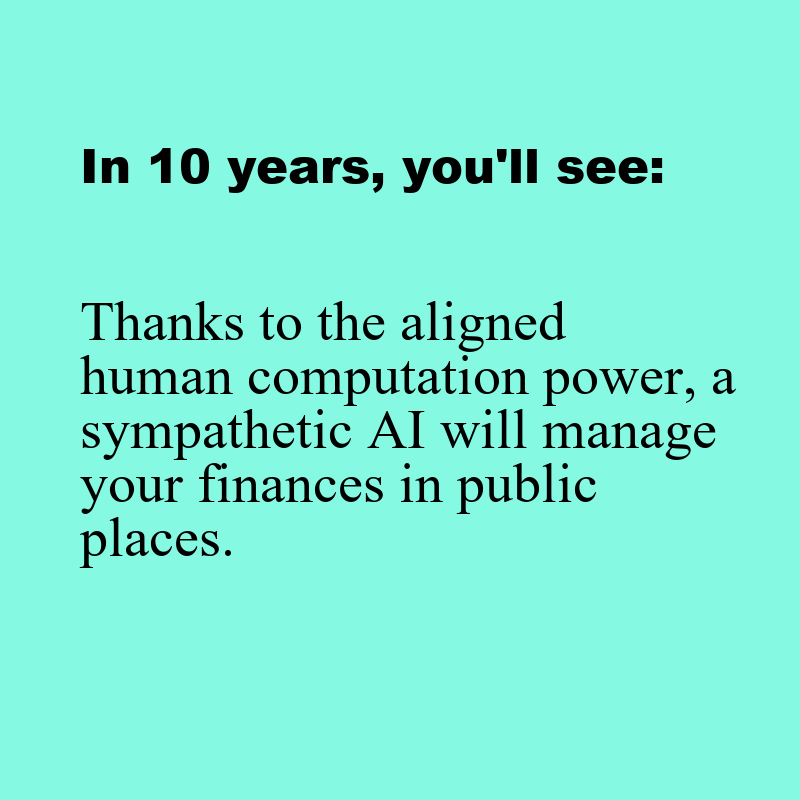 In 10 years, you'll see:
Thanks to the aligned
human computation power, a
sympathetic AI will manage
your finances in public
places.